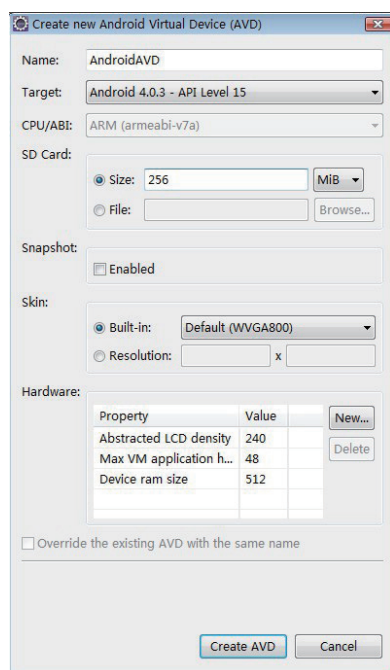 Create new Android Virtual Device (AVD)
Name: AndroidAVD
Target: Android 4.0.3 - API Level 15
CPU/ABI: ARM (armeabi-v7a)
SD Card:
Size: 256 MiB
File: Browse...
Snapshot:
Enabled
Skin:
Built-in: Default (WVGA800)
Resolution: x
Hardware:
Property Value New...
Abstracted LCD density 240 Delete
Max VM application h... 48
Device ram size 512
Override the existing AVD with the same name
Create AVD Cancel